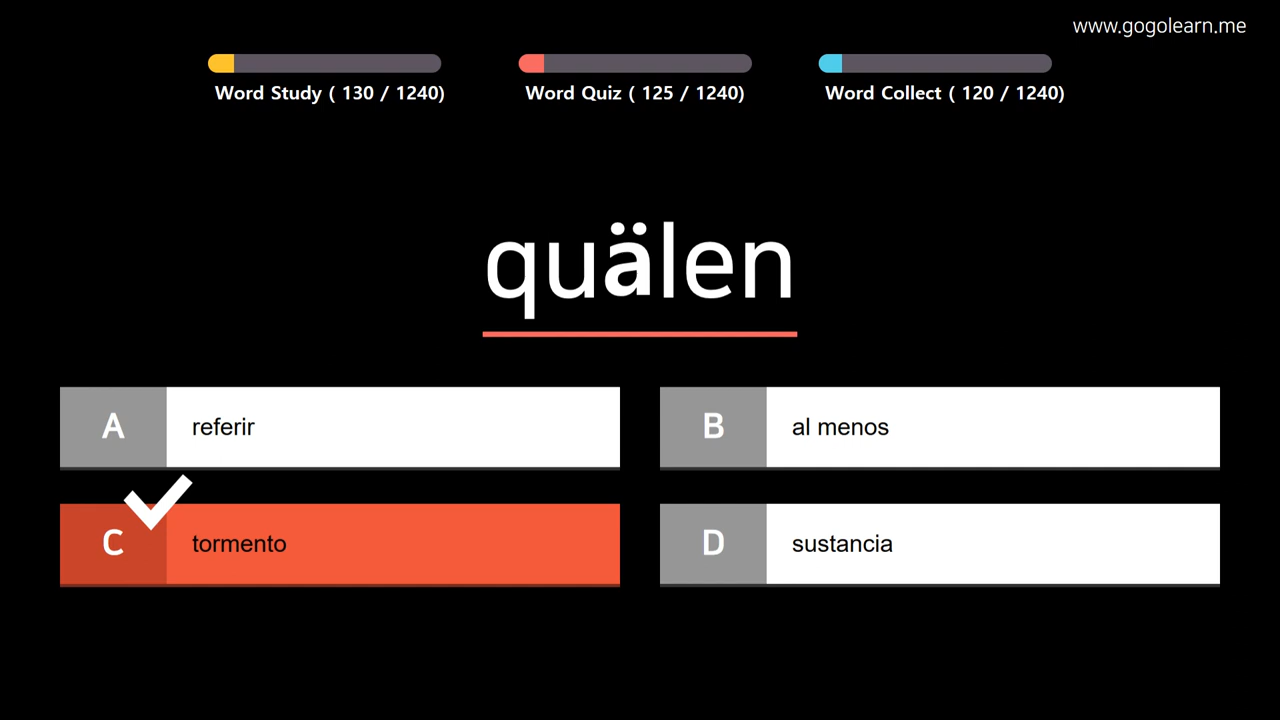 www.gogolearn.me
Word Study ( 130 / 1240)
Word Quiz ( 125 / 1240)
Word Collect ( 120 / 1240)
quälen
A
referir
B
al menos
C
tormento
D
sustancia